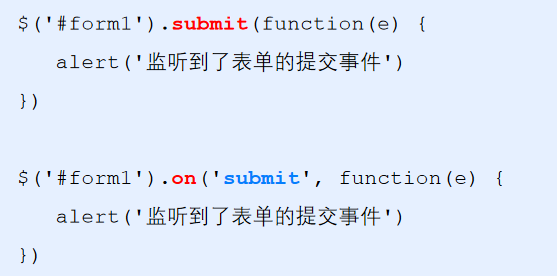 $('#form1').submit(function(e) {
alert('监听到了表单的提交事件')
})
$('#form1').on('submit', function(e) {
alert('监听到了表单的提交事件')
})